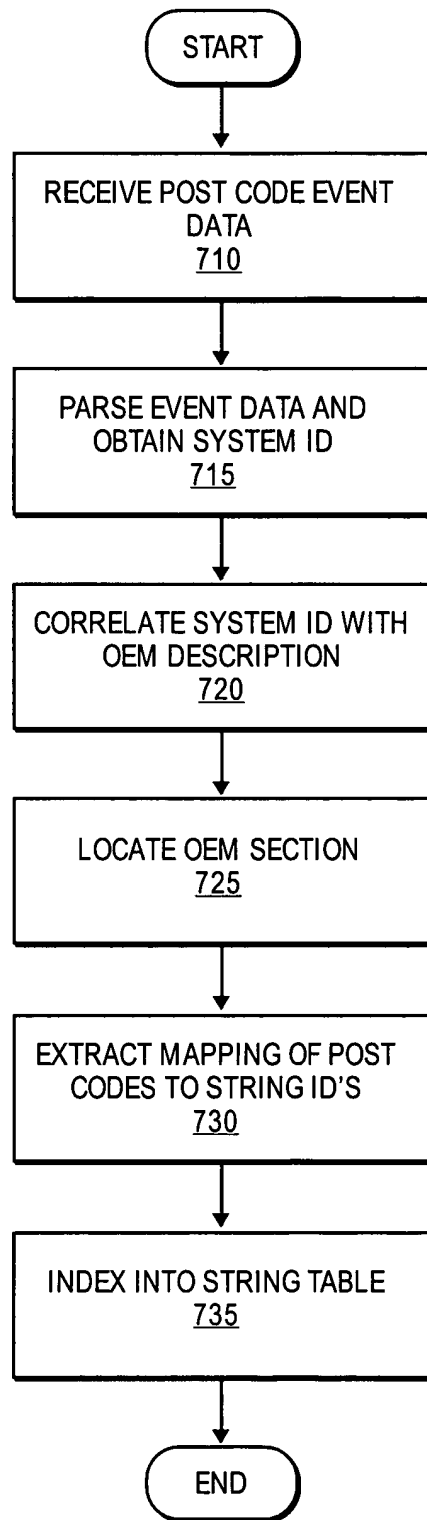 START
RECEIVE POST CODE EVENT
DATA
710
PARSE EVENT DATA AND
OBTAIN SYSTEM ID
715
CORRELATE SYSTEM ID WITH
OEM DESCRIPTION
720
LOCATE OEM SECTION
725
EXTRACT MAPPING OF POST
CODES TO STRING ID'S
730
INDEX INTO STRING TABLE
735
END